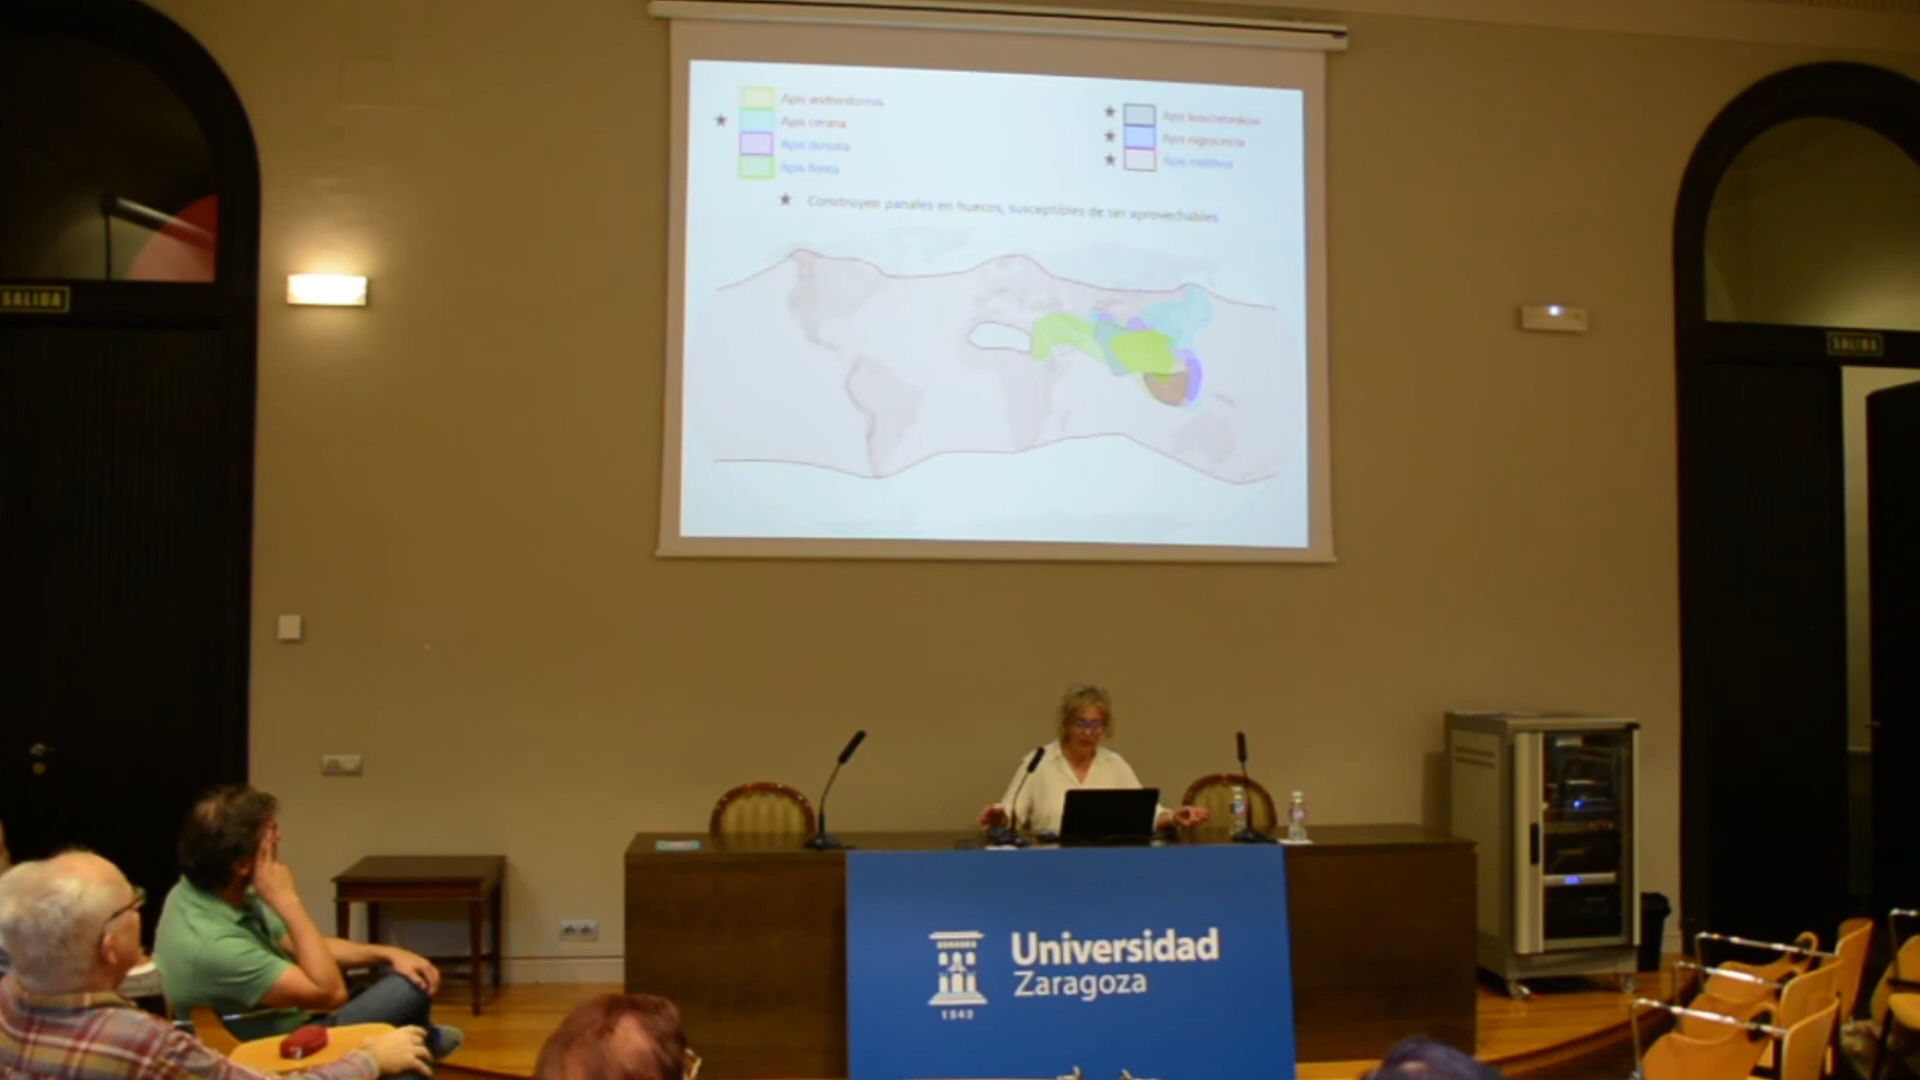 Apis andreniformis
Apis cerana
Apis dorsata
Apis florea
Apis koschevnikovi
Apis nigrocincta
Apis mellifera
★ Construyen panales en huecos, susceptibles de ser aprovechables
SALIDA
SALIDA
Universidad
Zaragoza
1542